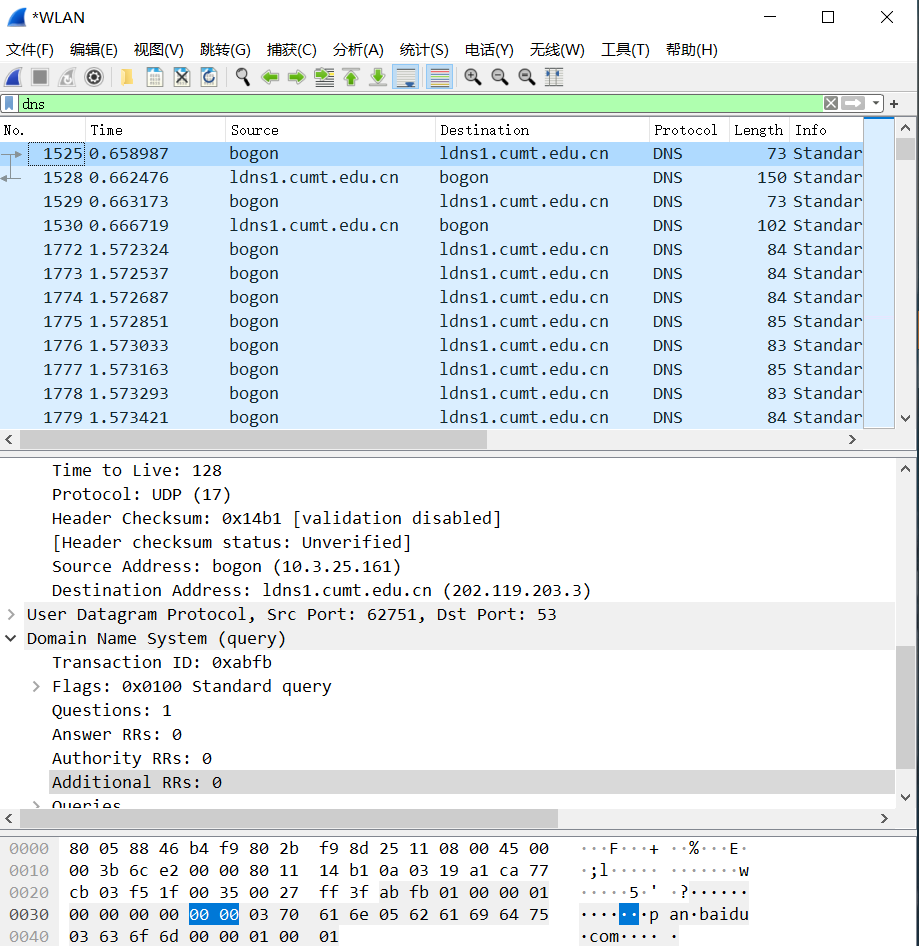 *WLAN
文件(F) 编辑(E) 视图(V) 跳转(G) 捕获(C) 分析(A) 统计(S) 电话(Y) 无线(W) 工具(T) 帮助(H)
dns
No. Time Source Destination Protocol Length Info
1525 0.658987 bogon ldns1.cumt.edu.cn DNS 73 Standar
1528 0.662476 ldns1.cumt.edu.cn bogon DNS 150 Standar
1529 0.663173 bogon ldns1.cumt.edu.cn DNS 73 Standar
1530 0.666719 ldns1.cumt.edu.cn bogon DNS 102 Standar
1772 1.572324 bogon ldns1.cumt.edu.cn DNS 84 Standar
1773 1.572537 bogon ldns1.cumt.edu.cn DNS 84 Standar
1774 1.572687 bogon ldns1.cumt.edu.cn DNS 84 Standar
1775 1.572851 bogon ldns1.cumt.edu.cn DNS 85 Standar
1776 1.573033 bogon ldns1.cumt.edu.cn DNS 83 Standar
1777 1.573163 bogon ldns1.cumt.edu.cn DNS 85 Standar
1778 1.573293 bogon ldns1.cumt.edu.cn DNS 83 Standar
1779 1.573421 bogon ldns1.cumt.edu.cn DNS 84 Standar
Time to Live: 128
Protocol: UDP (17)
Header Checksum: 0x14b1 [validation disabled]
[Header checksum status: Unverified]
Source Address: bogon (10.3.25.161)
Destination Address: ldns1.cumt.edu.cn (202.119.203.3)
User Datagram Protocol, Src Port: 62751, Dst Port: 53
Domain Name System (query)
Transaction ID: 0xabfb
Flags: 0x0100 Standard query
Questions: 1
Answer RRs: 0
Authority RRs: 0
Additional RRs: 0
Queries
0000 80 05 88 46 b4 f9 80 2b f9 8d 25 11 08 00 45 00 ···F···+ ··%···E·
0010 00 3b 6c e2 00 00 80 11 14 b1 0a 03 19 a1 ca 77 ·;l····· ·······w
0020 cb 03 f5 1f 00 35 00 27 ff 3f ab fb 01 00 00 01 ·····5·' ·?······
0030 00 00 00 00 00 00 03 70 61 6e 05 62 61 69 64 75 ·······p an·baidu
0040 03 63 6f 6d 00 00 01 00 01 ·com···· ·